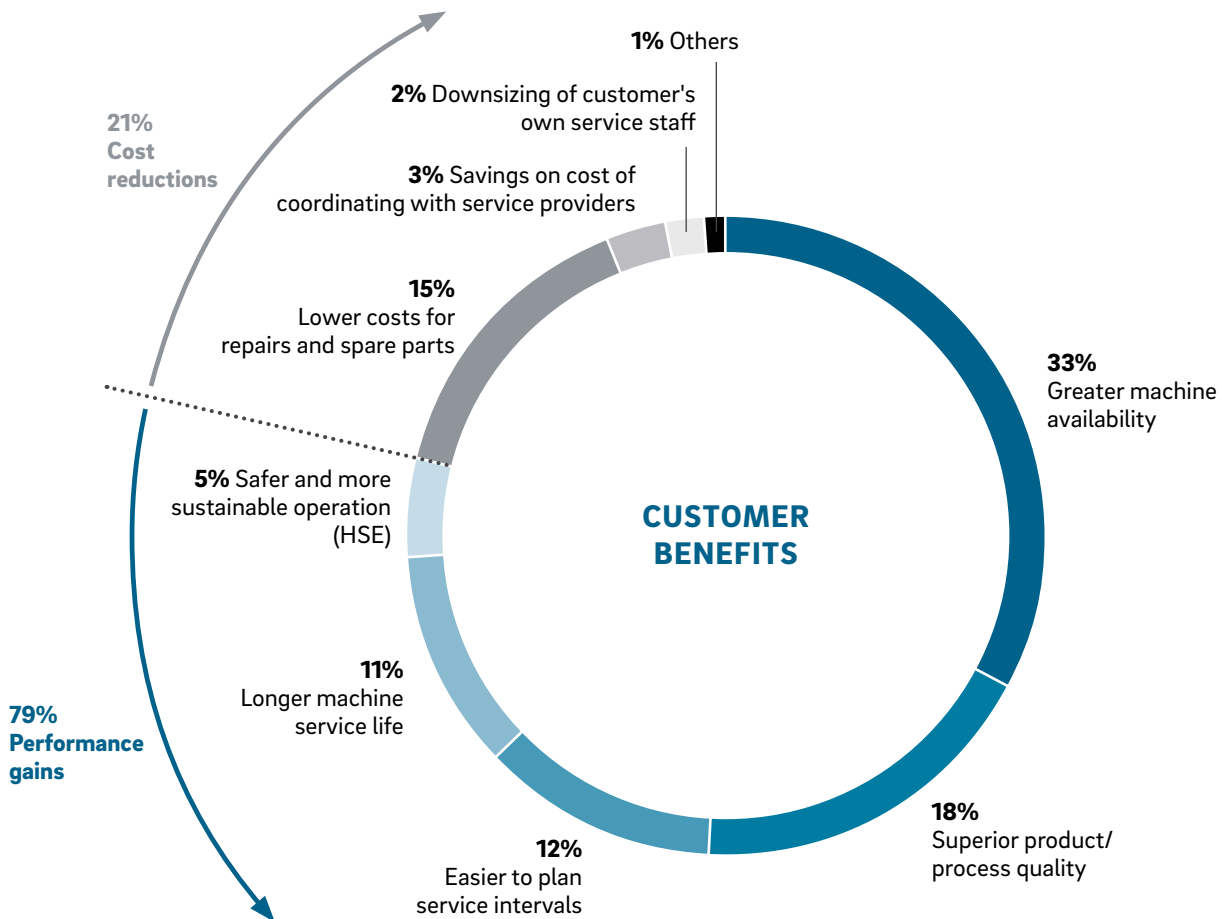 1% Others
2% Downsizing of customer's
own service staff
21%
Cost
reductions
3% Savings on cost of
coordinating with service providers
15%
Lower costs for
repairs and spare parts
33%
Greater machine
availability
5% Safer and more
sustainable operation
(HSE)
CUSTOMER
BENEFITS
11%
Longer machine
service life
79%
Performance
gains
18%
Superior product/
process quality
12%
Easier to plan
service intervals